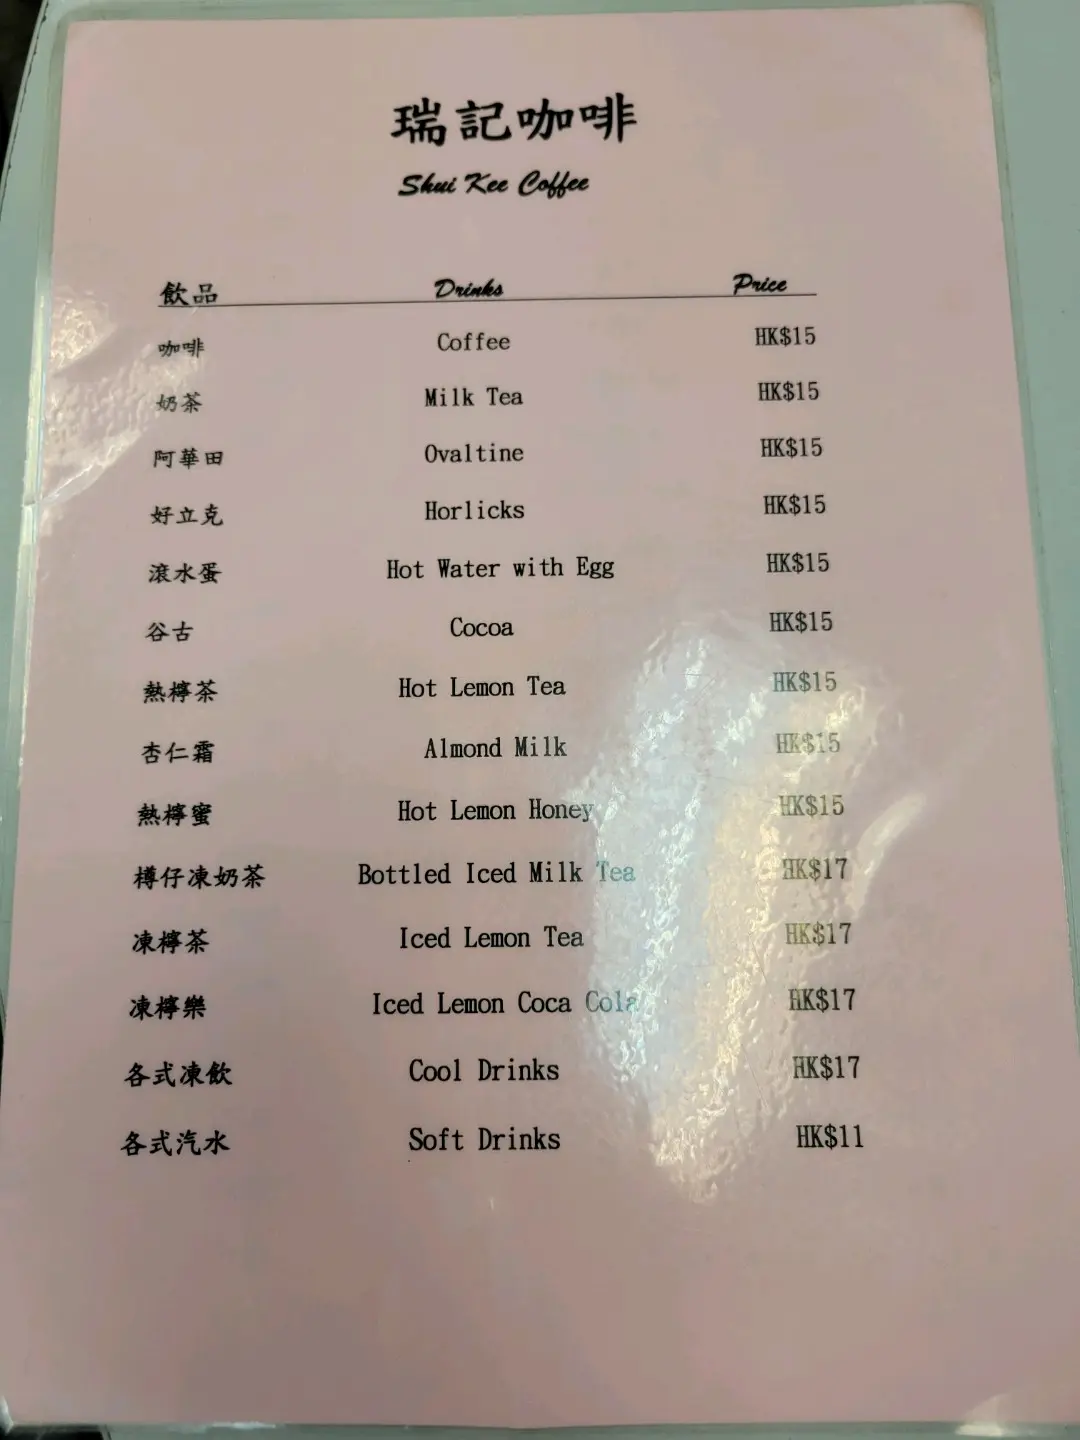 瑞記咖啡
Shui Kee Coffee
飲品 Drinks Price
咖啡 Coffee HK$15
奶茶 Milk Tea HK$15
阿華田 Ovaltine HK$15
好立克 Horlicks HK$15
滾水蛋 Hot Water with Egg HK$15
谷古 Cocoa HK$15
熱檸茶 Hot Lemon Tea HK$15
杏仁霜 Almond Milk HK$15
熱檸蜜 Hot Lemon Honey HK$15
樽仔凍奶茶 Bottled Iced Milk Tea HK$17
凍檸茶 Iced Lemon Tea HK$17
凍檸樂 Iced Lemon Coca Cola HK$17
各式凍飲 Cool Drinks HK$17
各式汽水 Soft Drinks HK$11